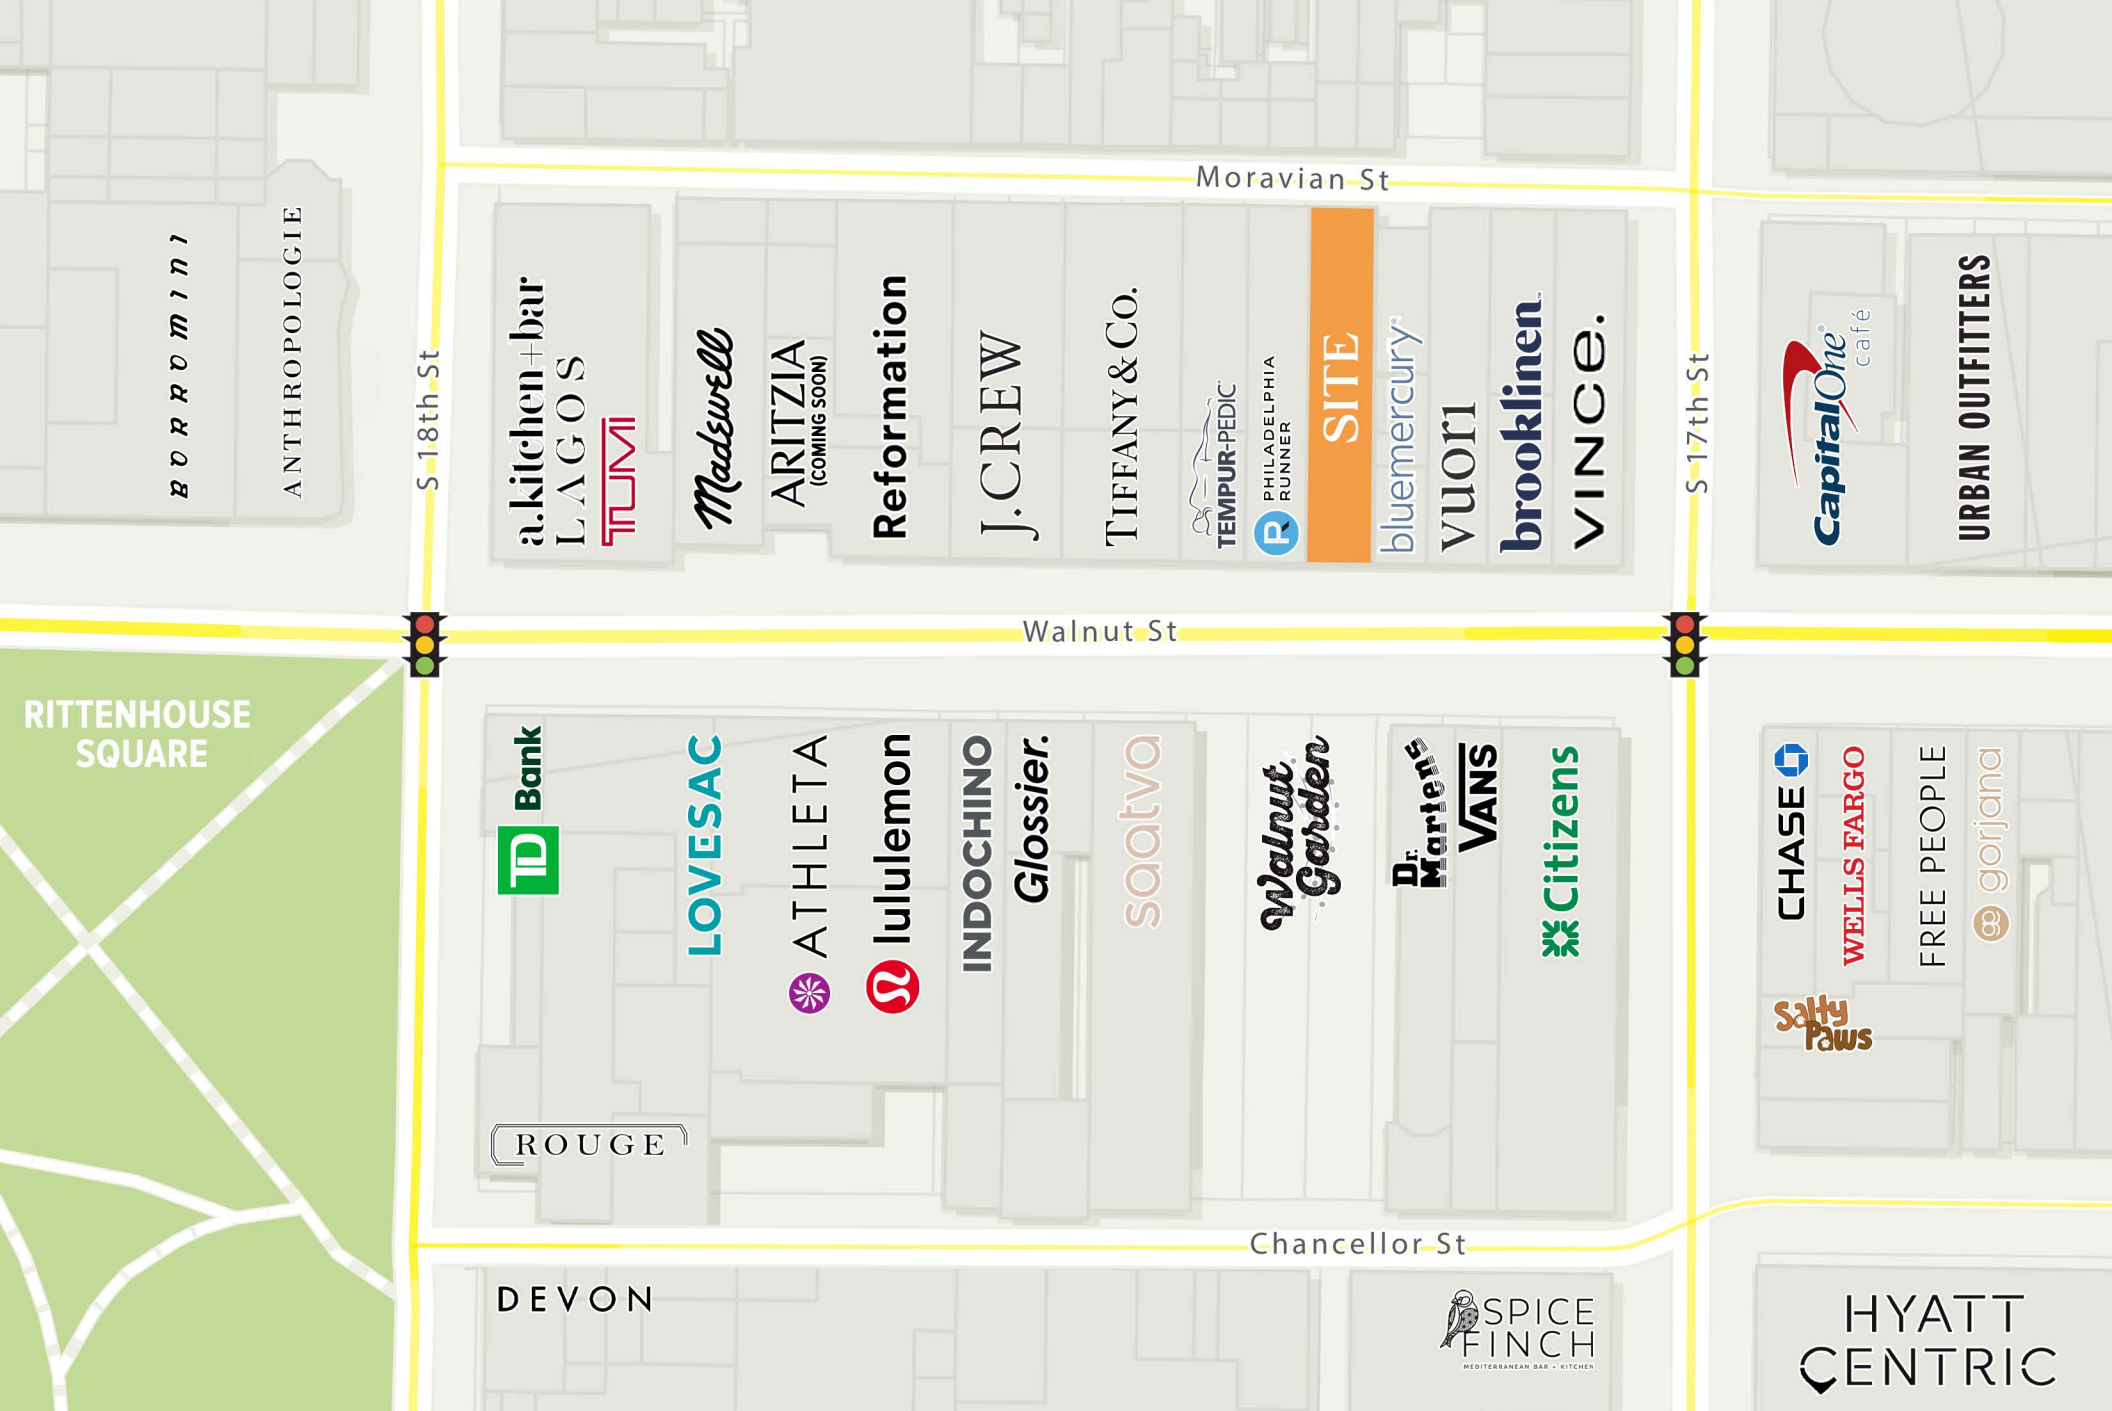 Moravian St
BORROMINI
ANTHROPOLOGIE
S 18th St
a.kitchen+bar
LAGOS
TUMI
Madewell
ARITZIA
(COMING SOON)
Reformation
J.CREW
TIFFANY & CO.
TEMPUR-PEDIC
R PHILADELPHIA
RUNNER
SITE
bluemercury®
vuori
brooklinen
VINCE.
S 17th St
CapitalOne®
café
URBAN OUTFITTERS
Walnut St
RITTENHOUSE
SQUARE
TD Bank
LOVESAC
ATHLETA
lululemon
INDOCHINO
Glossier.
saatva
Walnut
Garden
Dr.
Martens
VANS
Citizens
CHASE
WELLS FARGO
FREE PEOPLE
gorjana
Salty
Paws
ROUGE
Chancellor St
DEVON
SPICE
FINCH
MEDITERRANEAN BAR + KITCHEN
HYATT
CENTRIC